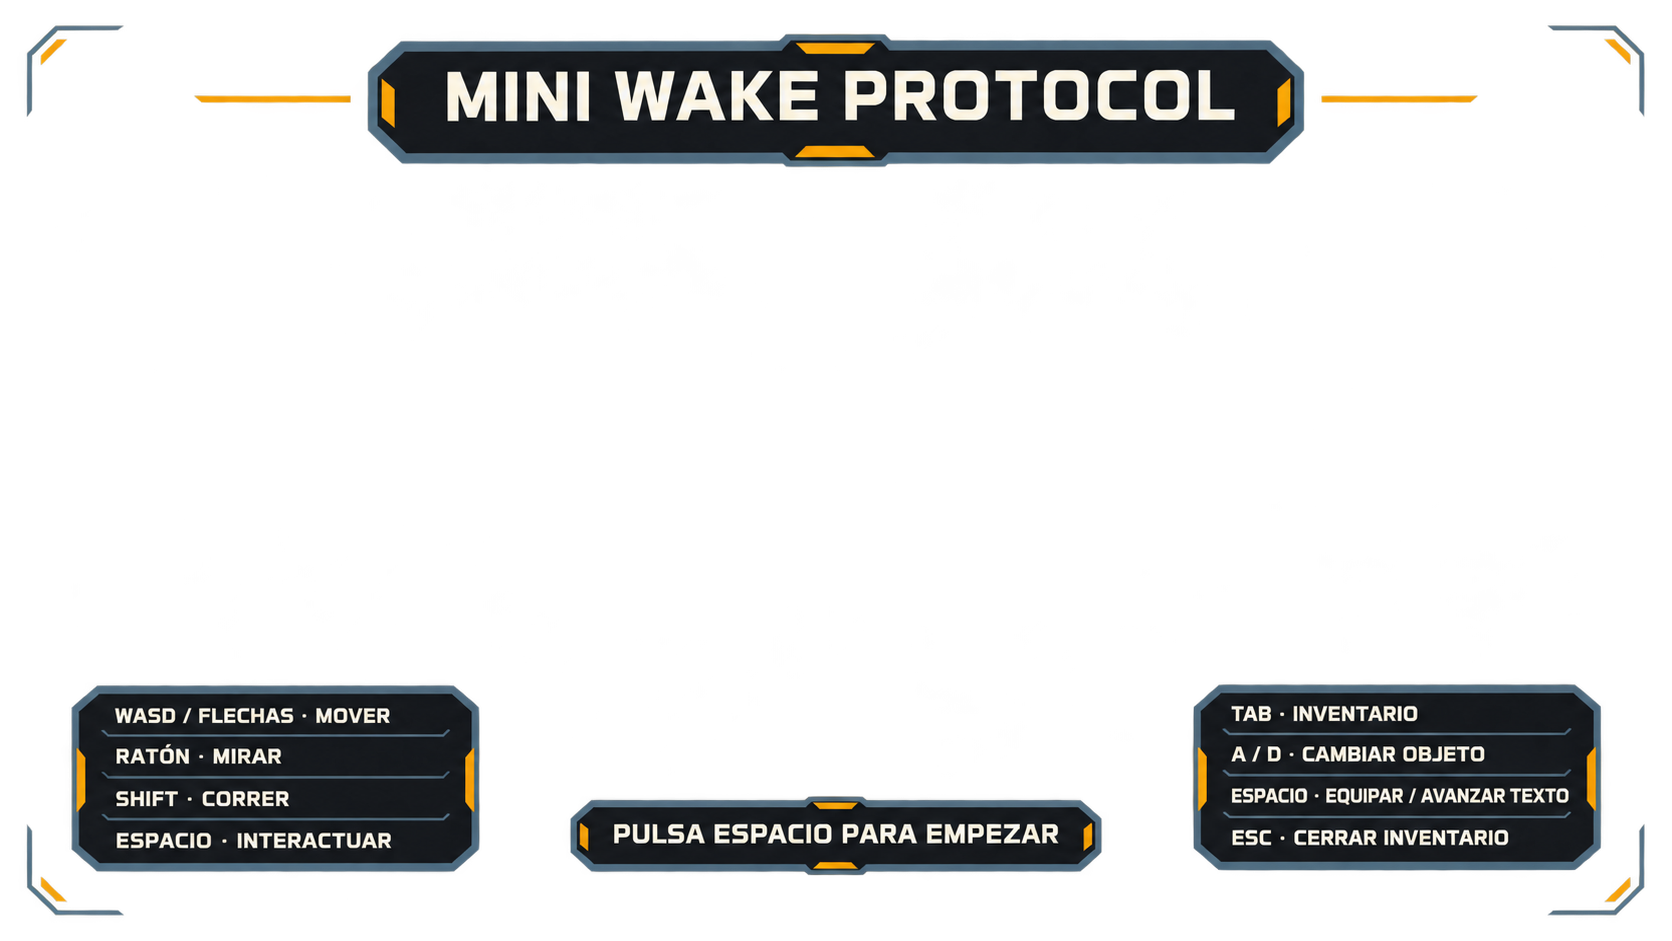 MINI WAKE PROTOCOL
WASD / FLECHAS · MOVER
RATÓN · MIRAR
SHIFT · CORRER
ESPACIO · INTERACTUAR
PULSA ESPACIO PARA EMPEZAR
TAB · INVENTARIO
A / D · CAMBIAR OBJETO
ESPACIO · EQUIPAR / AVANZAR TEXTO
ESC · CERRAR INVENTARIO